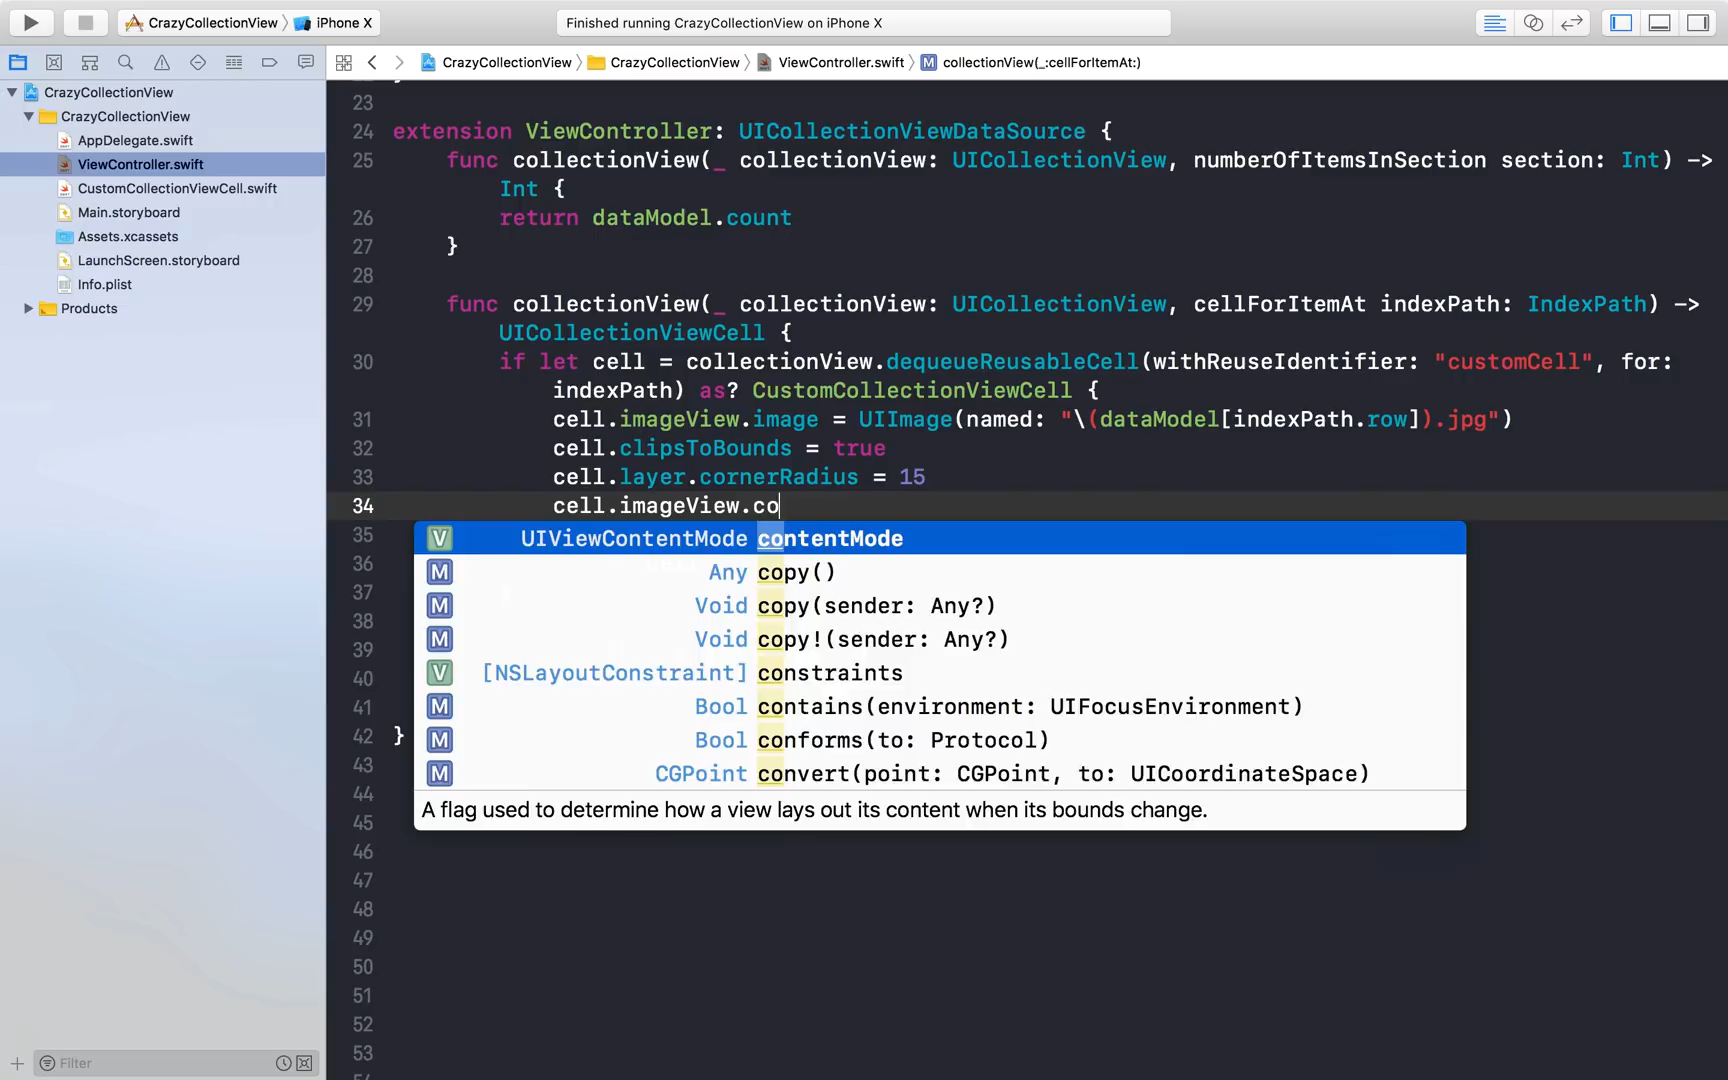 CrazyCollectionView 〉 iPhone X
Finished running CrazyCollectionView on iPhone X
CrazyCollectionView 〉 CrazyCollectionView 〉 ViewController.swift 〉 M collectionView(_:cellForItemAt:)
CrazyCollectionView
CrazyCollectionView
AppDelegate.swift
ViewController.swift
CustomCollectionViewCell.swift
Main.storyboard
Assets.xcassets
LaunchScreen.storyboard
Info.plist
Products
Filter
23
24 extension ViewController: UICollectionViewDataSource {
25 func collectionView(_ collectionView: UICollectionView, numberOfItemsInSection section: Int) ->
Int {
26 return dataModel.count
27 }
28
29 func collectionView(_ collectionView: UICollectionView, cellForItemAt indexPath: IndexPath) ->
UICollectionViewCell {
30 if let cell = collectionView.dequeueReusableCell(withReuseIdentifier: "customCell", for:
indexPath) as? CustomCollectionViewCell {
31 cell.imageView.image = UIImage(named: "\(dataModel[indexPath.row]).jpg")
32 cell.clipsToBounds = true
33 cell.layer.cornerRadius = 15
34 cell.imageView.co
35
36
37
38
39
40
41
42 }
43
44
45
46
47
48
49
50
51
52
53
V UIViewContentMode contentMode
M Any copy()
M Void copy(sender: Any?)
M Void copy!(sender: Any?)
V [NSLayoutConstraint] constraints
M Bool contains(environment: UIFocusEnvironment)
M Bool conforms(to: Protocol)
M CGPoint convert(point: CGPoint, to: UICoordinateSpace)
A flag used to determine how a view lays out its content when its bounds change.